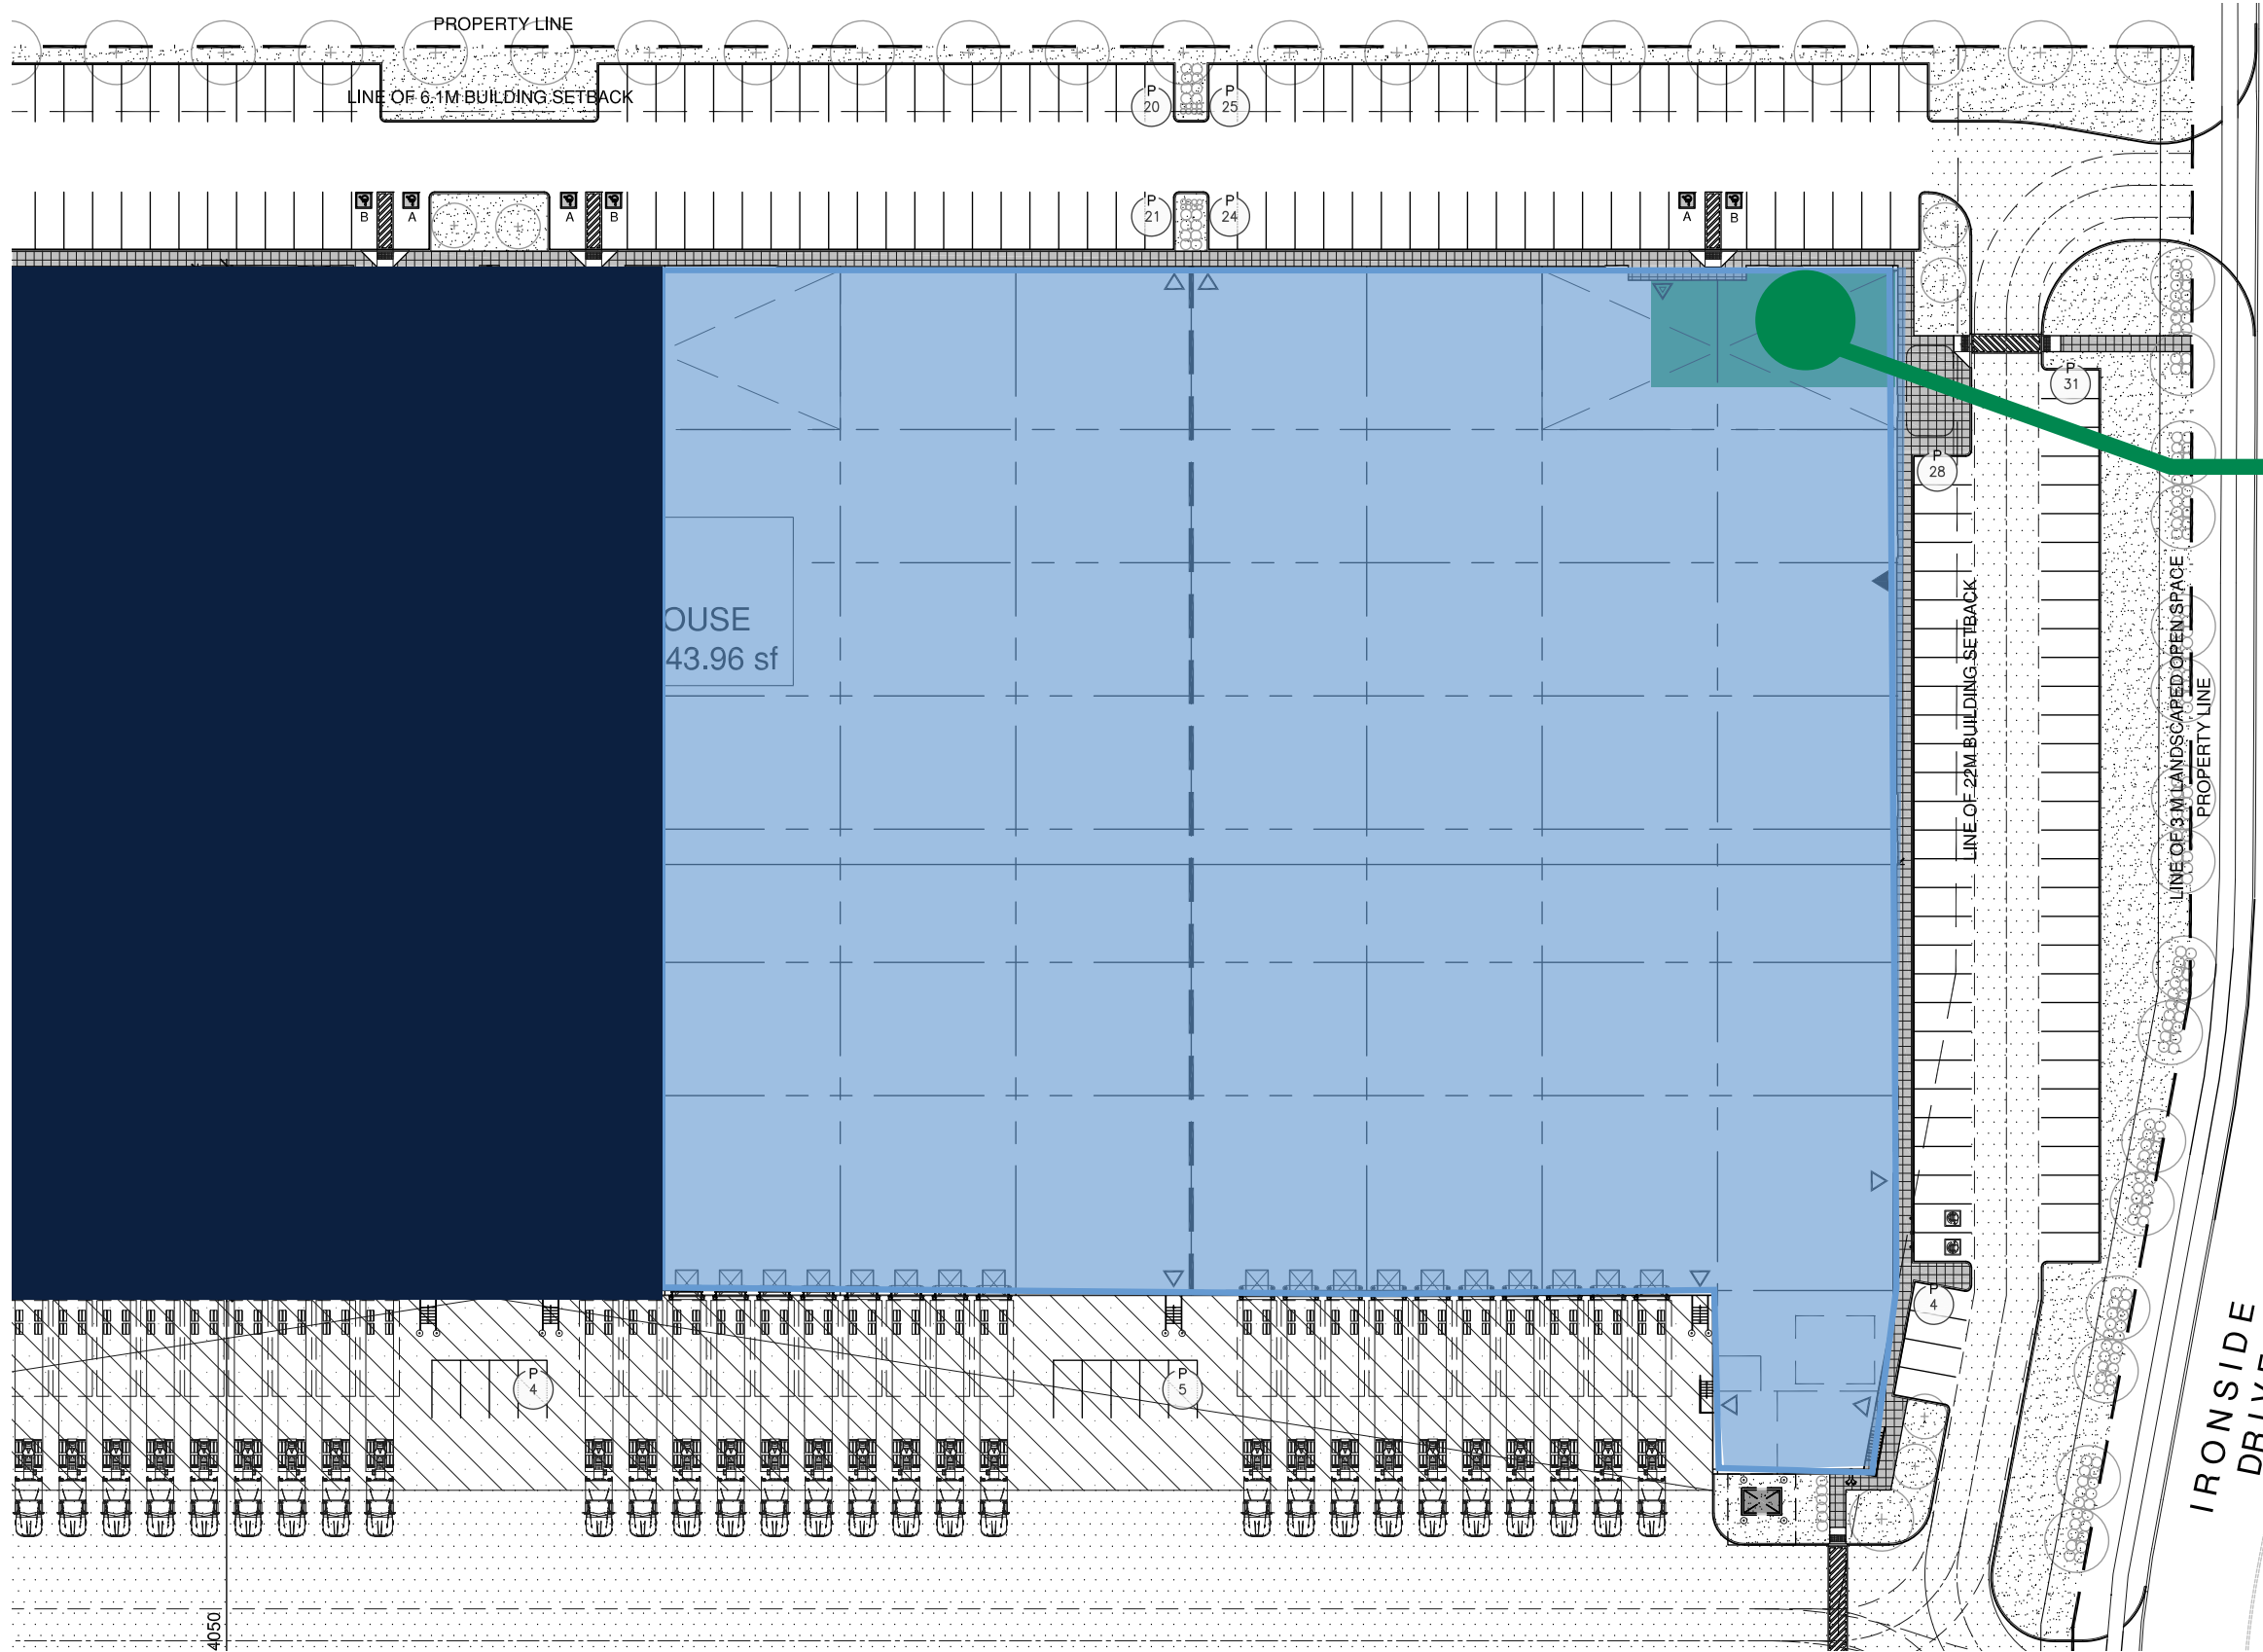 PROPERTY LINE
LINE OF 6.1M BUILDING SETBACK
P
20
P
25
B
A
A
B
P
21
P
24
A
B
P
31
P
28
OUSE
43.96 sf
LINE OF 22M BUILDING SETBACK
LINE OF 3 M LANDSCAPED OPEN SPACE
PROPERTY LINE
P
4
P
4
P
5
IRONSIDE
4050